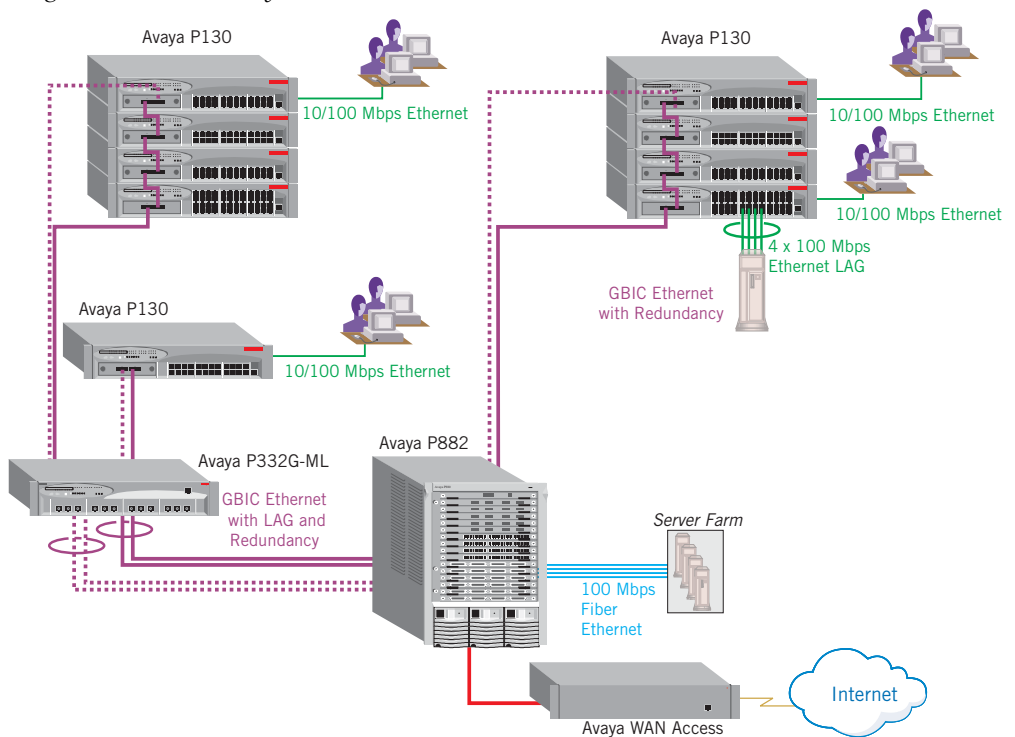 Avaya P130
10/100 Mbps Ethernet
Avaya P130
10/100 Mbps Ethernet
10/100 Mbps Ethernet
4 x 100 Mbps
Ethernet LAG
GBIC Ethernet
with Redundancy
Avaya P130
10/100 Mbps Ethernet
Avaya P332G-ML
GBIC Ethernet
with LAG and
Redundancy
Avaya P882
Server Farm
100 Mbps
Fiber
Ethernet
Internet
Avaya WAN Access